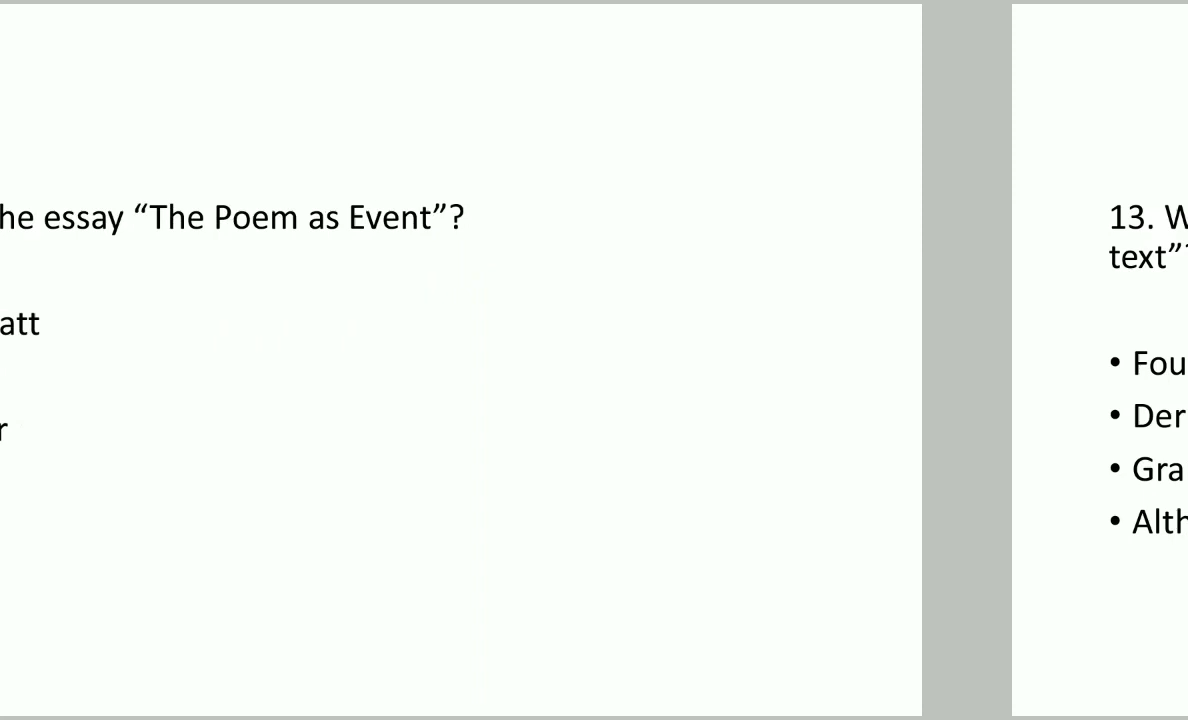 he essay “The Poem as Event”?
att
r
13. W
text”?
• Fou
• Der
• Gra
• Alth